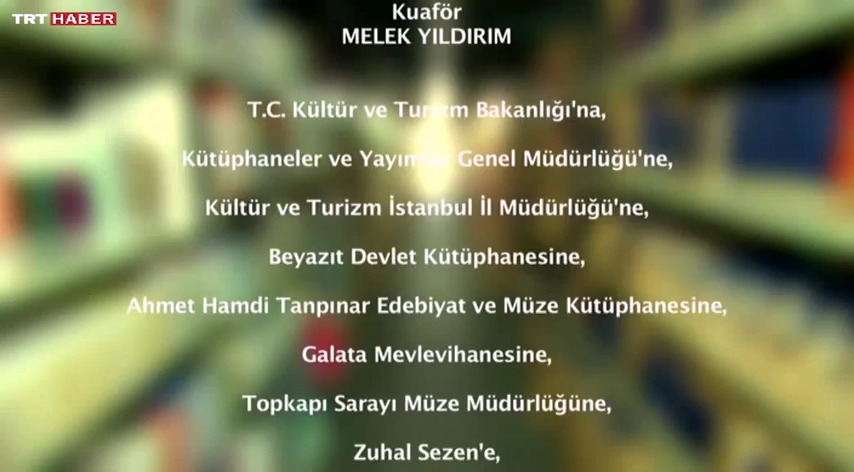 TRT HABER
Kuaför
MELEK YILDIRIM
T.C. Kültür ve Turizm Bakanlığı'na,
Kütüphaneler ve Yayımlar Genel Müdürlüğü'ne,
Kültür ve Turizm İstanbul İl Müdürlüğü'ne,
Beyazıt Devlet Kütüphanesine,
Ahmet Hamdi Tanpınar Edebiyat ve Müze Kütüphanesine,
Galata Mevlevihanesine,
Topkapı Sarayı Müze Müdürlüğüne,
Zuhal Sezen'e,